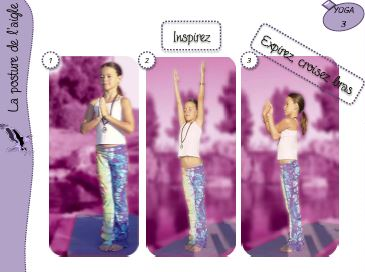 La posture de l'aigle
YOGA
3
Inspirez
Expirez, croisez bras
1
2
3